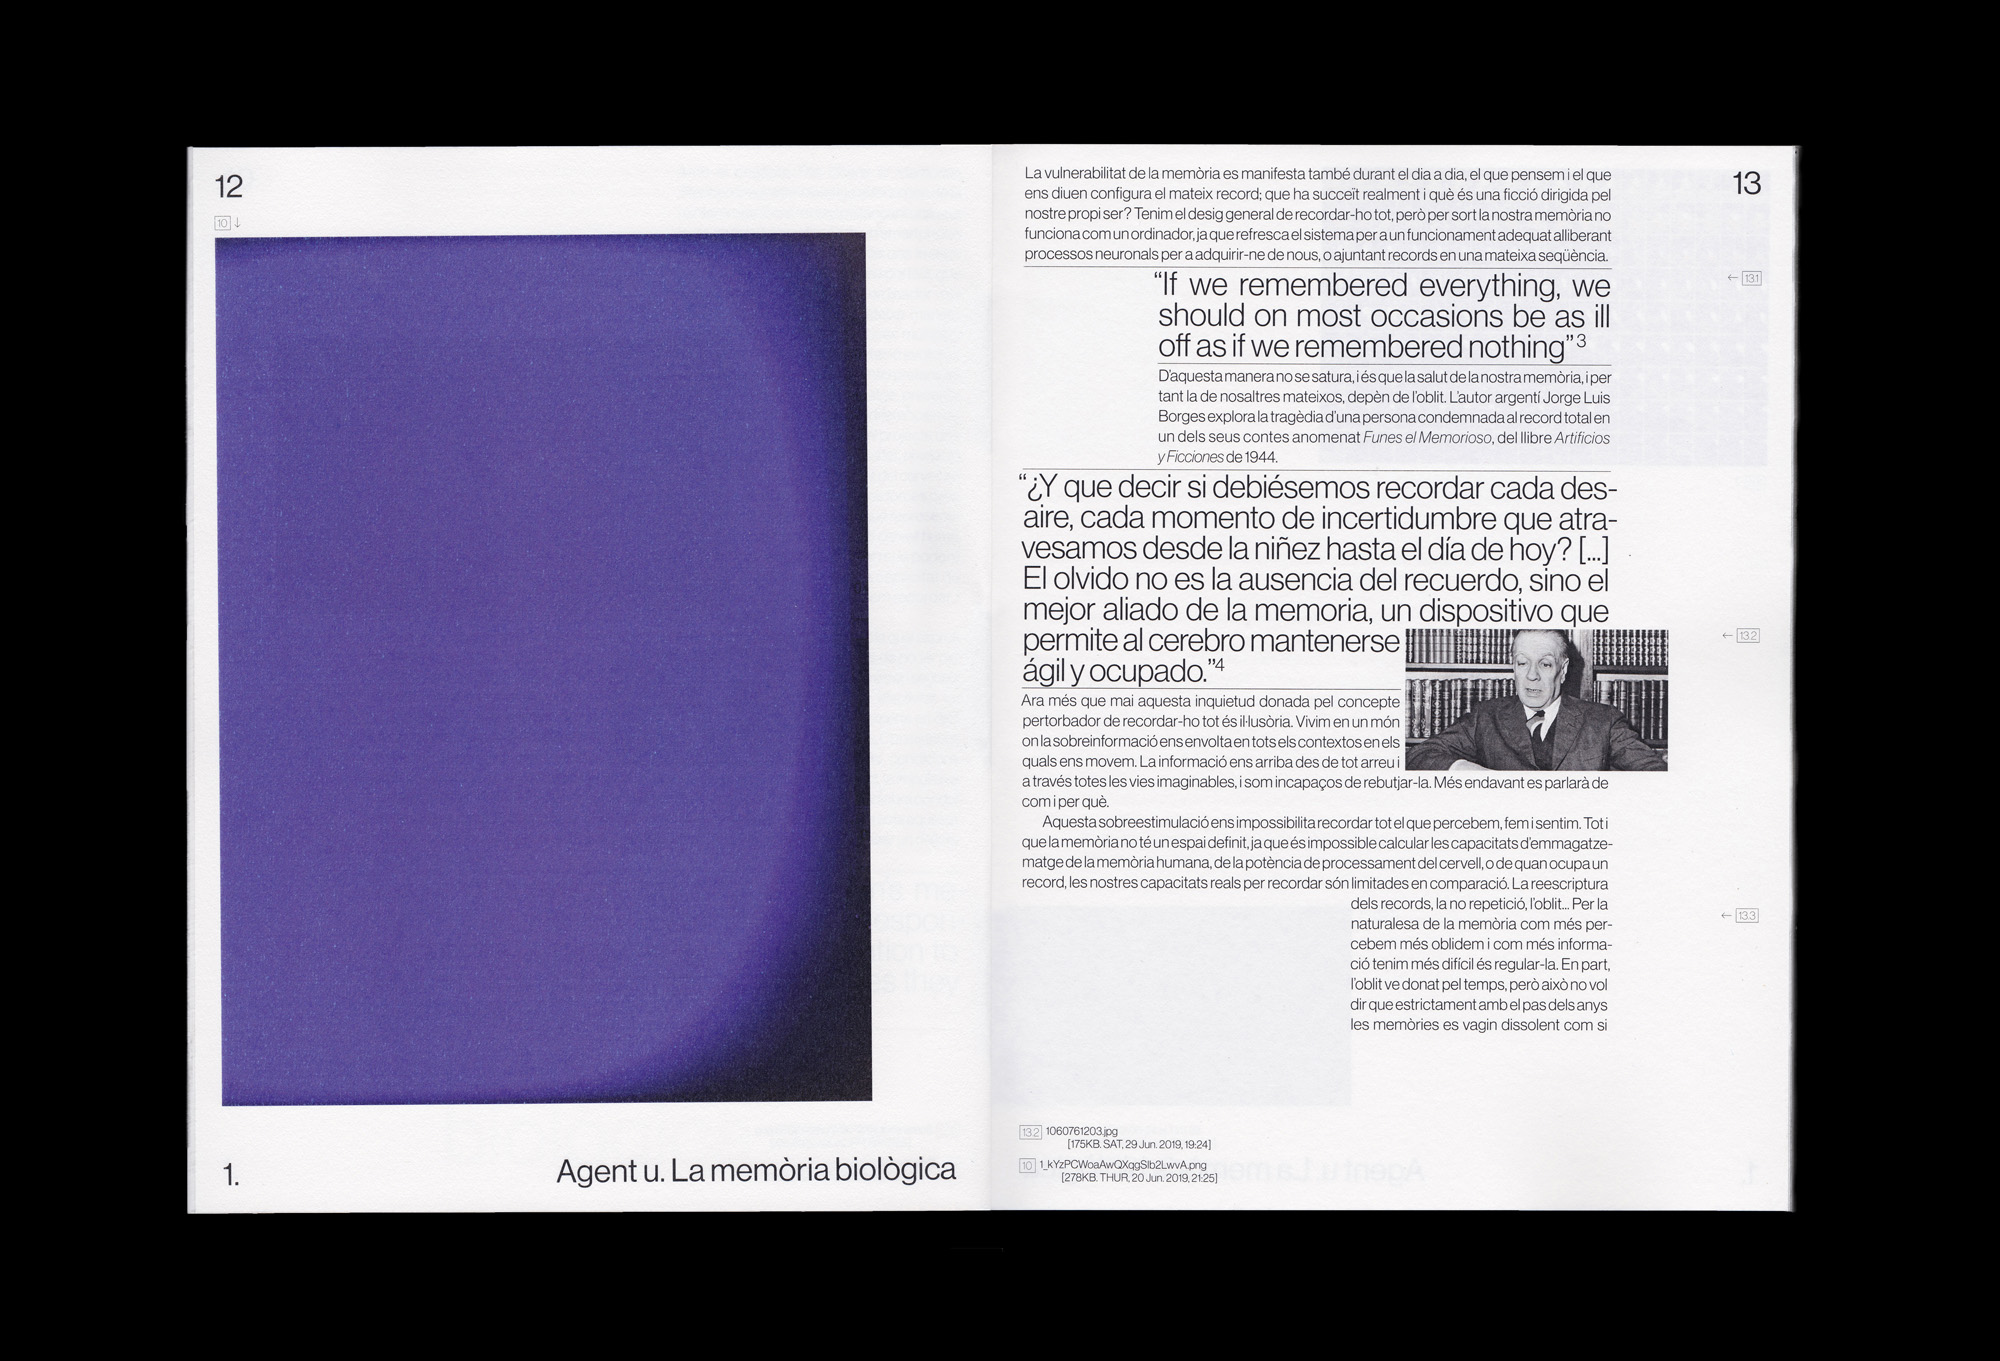 12
10 ↓
1.
Agent u. La memòria biològica
13
La vulnerabilitat de la memòria es manifesta també durant el dia a dia, el que pensem i el que
ens diuen configura el mateix record; que ha succeït realment i què és una ficció dirigida pel
nostre propi ser? Tenim el desig general de recordar-ho tot, però per sort la nostra memòria no
funciona com un ordinador, ja que refresca el sistema per a un funcionament adequat alliberant
processos neuronals per a adquirir-ne de nous, o ajuntant records en una mateixa seqüència.
← 13.1
“If we remembered everything, we
should on most occasions be as ill
off as if we remembered nothing”3
D’aquesta manera no se satura, i és que la salut de la nostra memòria, i per
tant la de nosaltres mateixos, depèn de l’oblit. L’autor argentí Jorge Luis
Borges explora la tragèdia d’una persona condemnada al record total en
un dels seus contes anomenat Funes el Memorioso, del llibre Artificios
y Ficciones de 1944.
“¿Y que decir si debiésemos recordar cada des-
aire, cada momento de incertidumbre que atra-
vesamos desde la niñez hasta el día de hoy? [...]
El olvido no es la ausencia del recuerdo, sino el
mejor aliado de la memoria, un dispositivo que
permite al cerebro mantenerse
ágil y ocupado.”4
← 13.2
Ara més que mai aquesta inquietud donada pel concepte
pertorbador de recordar-ho tot és il·lusòria. Vivim en un món
on la sobreinformació ens envolta en tots els contextos en els
quals ens movem. La informació ens arriba des de tot arreu i
a través totes les vies imaginables, i som incapaços de rebutjar-la. Més endavant es parlarà de
com i per què.
Aquesta sobreestimulació ens impossibilita recordar tot el que percebem, fem i sentim. Tot i
que la memòria no té un espai definit, ja que és impossible calcular les capacitats d’emmagatze-
matge de la memòria humana, de la potència de processament del cervell, o de quan ocupa un
record, les nostres capacitats reals per recordar són limitades en comparació. La reescriptura
dels records, la no repetició, l’oblit... Per la
naturalesa de la memòria com més per-
cebem més oblidem i com més informa-
ció tenim més difícil és regular-la. En part,
l’oblit ve donat pel temps, però això no vol
dir que estrictament amb el pas dels anys
les memòries es vagin dissolent com si
← 13.3
13.2 1060761203.jpg
[175KB. SAT, 29 Jun. 2019, 19:24]
10 1_kYzPCWoaAwQXqgSlb2LwvA.png
[278KB. THUR, 20 Jun. 2019, 21:25]